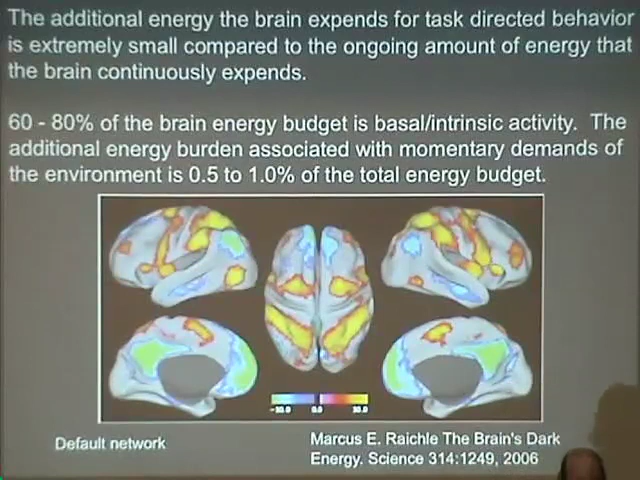 The additional energy the brain expends for task directed behavior
is extremely small compared to the ongoing amount of energy that
the brain continuously expends.
60 - 80% of the brain energy budget is basal/intrinsic activity. The
additional energy burden associated with momentary demands of
the environment is 0.5 to 1.0% of the total energy budget.
0.0
Default network
Marcus E. Raichle The Brain's Dark
Energy. Science 314:1249, 2006